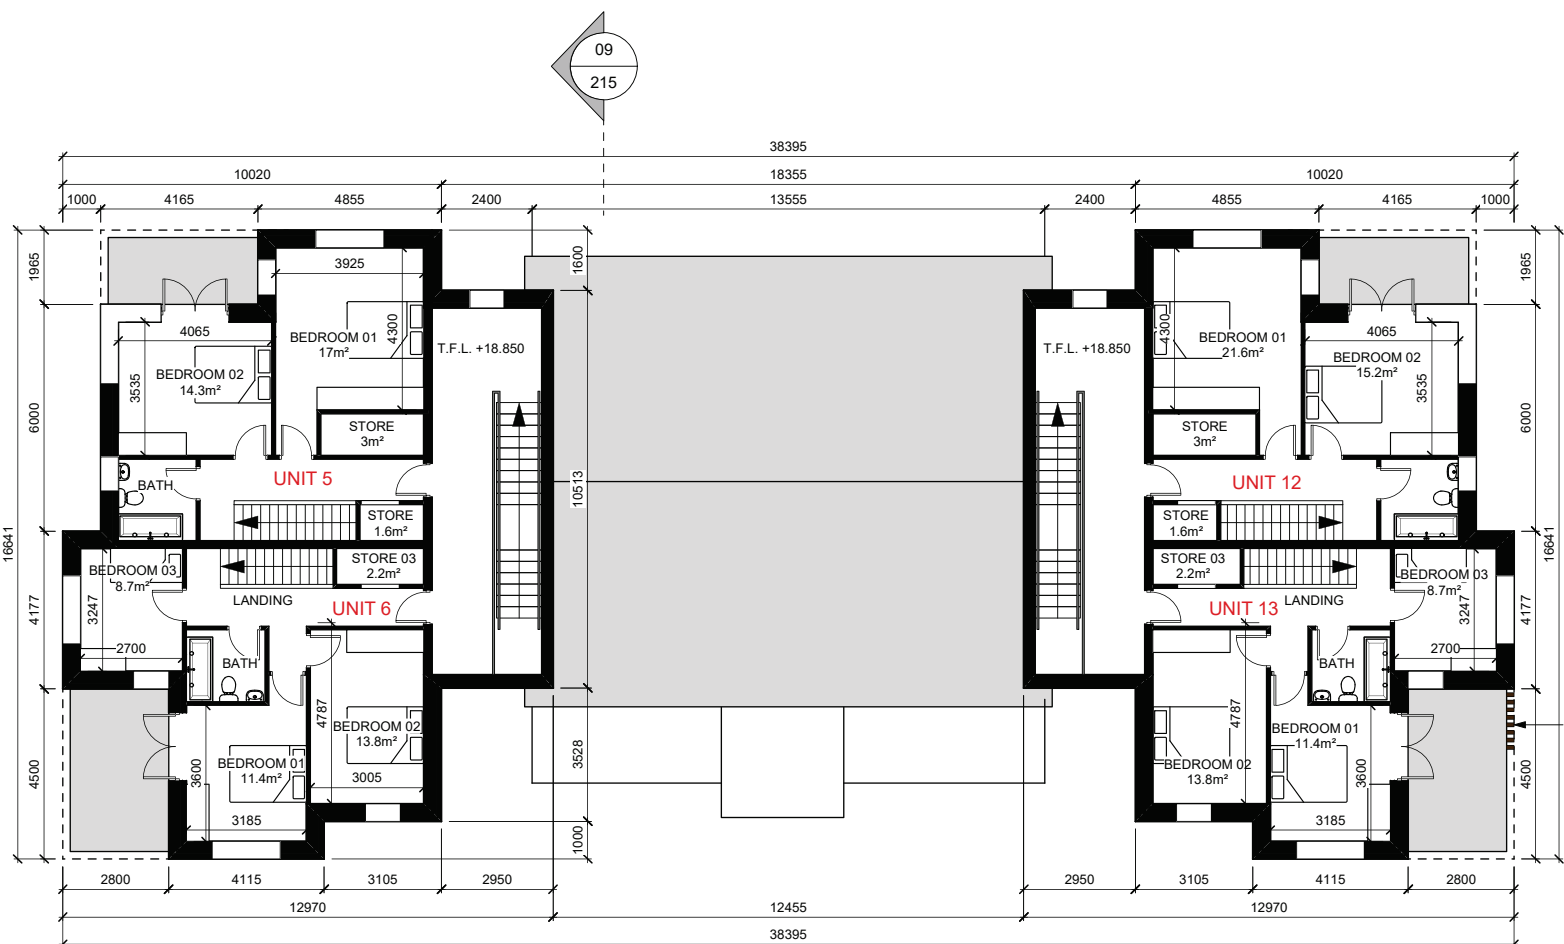 09
215
38395
10020
18355
10020
1000
4165
4855
2400
13555
2400
4855
4165
1000
1965
6000
4177
4500
16641
1600
10513
3528
1000
1965
6000
4177
4500
16641
3925
4300
BEDROOM 01
17m²
4065
BEDROOM 02
14.3m²
3535
STORE
3m²
T.F.L. +18.850
BATH
UNIT 5
STORE
1.6m²
BEDROOM 03
8.7m²
3247
2700
STORE 03
2.2m²
LANDING
UNIT 6
BATH
4787
BEDROOM 02
13.8m²
3005
BEDROOM 01
11.4m²
3600
3185
T.F.L. +18.850
4300
BEDROOM 01
21.6m²
4065
BEDROOM 02
15.2m²
3535
STORE
3m²
UNIT 12
STORE
1.6m²
STORE 03
2.2m²
BEDROOM 03
8.7m²
3247
2700
UNIT 13
LANDING
BATH
4787
BEDROOM 02
13.8m²
BEDROOM 01
11.4m²
3600
3185
2800
4115
3105
2950
2950
3105
4115
2800
12970
12455
12970
38395